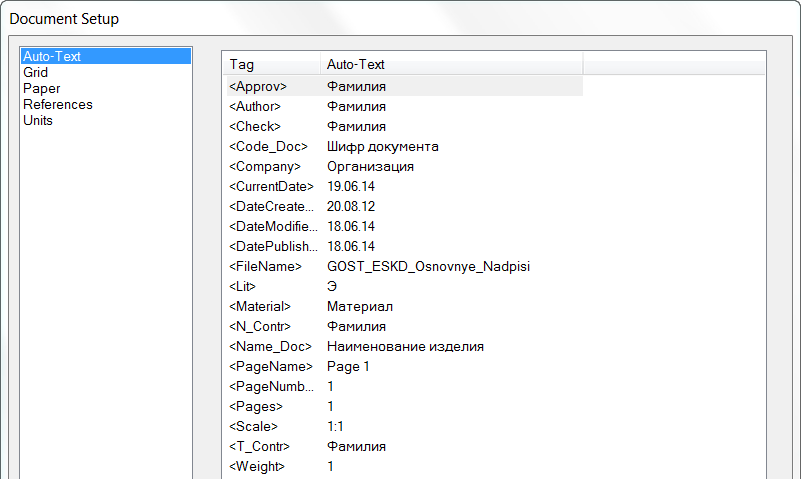 Document Setup
Auto-Text
Grid
Paper
References
Units
Tag Auto-Text
<Approv> Фамилия
<Author> Фамилия
<Check> Фамилия
<Code_Doc> Шифр документа
<Company> Организация
<CurrentDate> 19.06.14
<DateCreate... 20.08.12
<DateModifie... 18.06.14
<DatePublish... 18.06.14
<FileName> GOST_ESKD_Osnovnye_Nadpisi
<Lit> Э
<Material> Материал
<N_Contr> Фамилия
<Name_Doc> Наименование изделия
<PageName> Page 1
<PageNumb... 1
<Pages> 1
<Scale> 1:1
<T_Contr> Фамилия
<Weight> 1